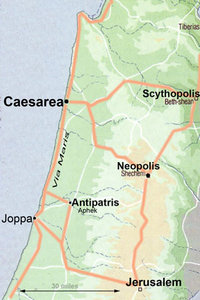 Tiberias
Scythopolis
Beth-shean
Caesarea
Via Maris
Neopolis
Shechem
Antipatris
Aphek
Joppa
30 miles
Jerusalem